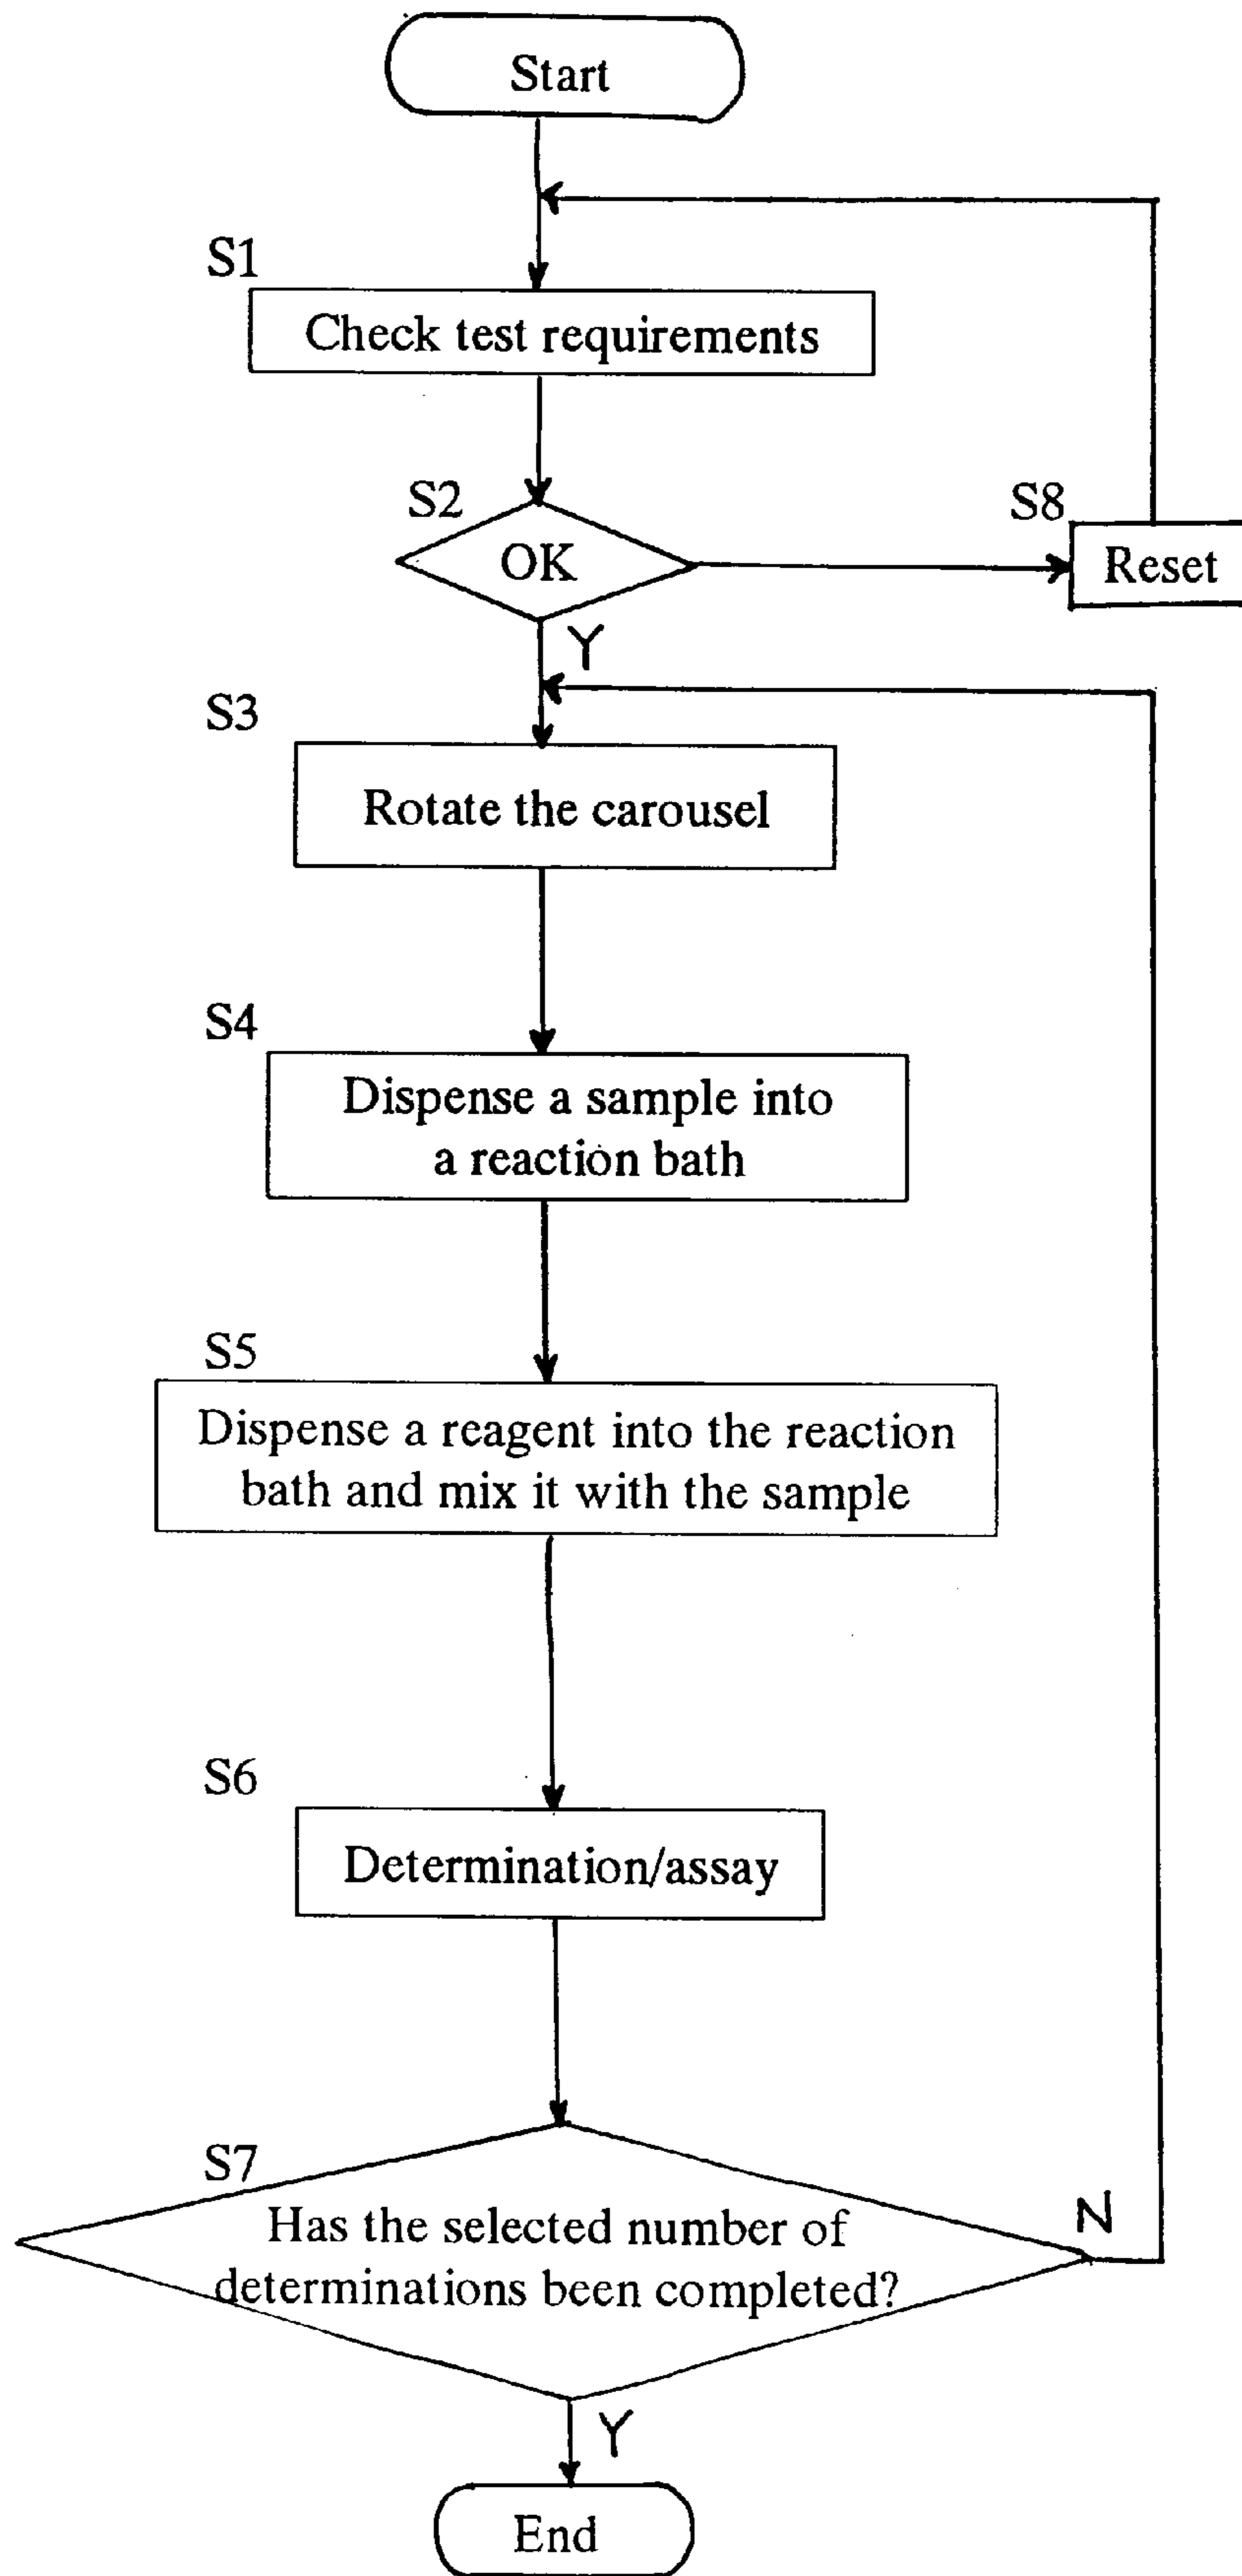 Start
S1
Check test requirements
S2
OK
S8
Reset
Y
S3
Rotate the carousel
S4
Dispense a sample into
a reaction bath
S5
Dispense a reagent into the reaction
bath and mix it with the sample
S6
Determination/assay
S7
N
Has the selected number of
determinations been completed?
Y
End